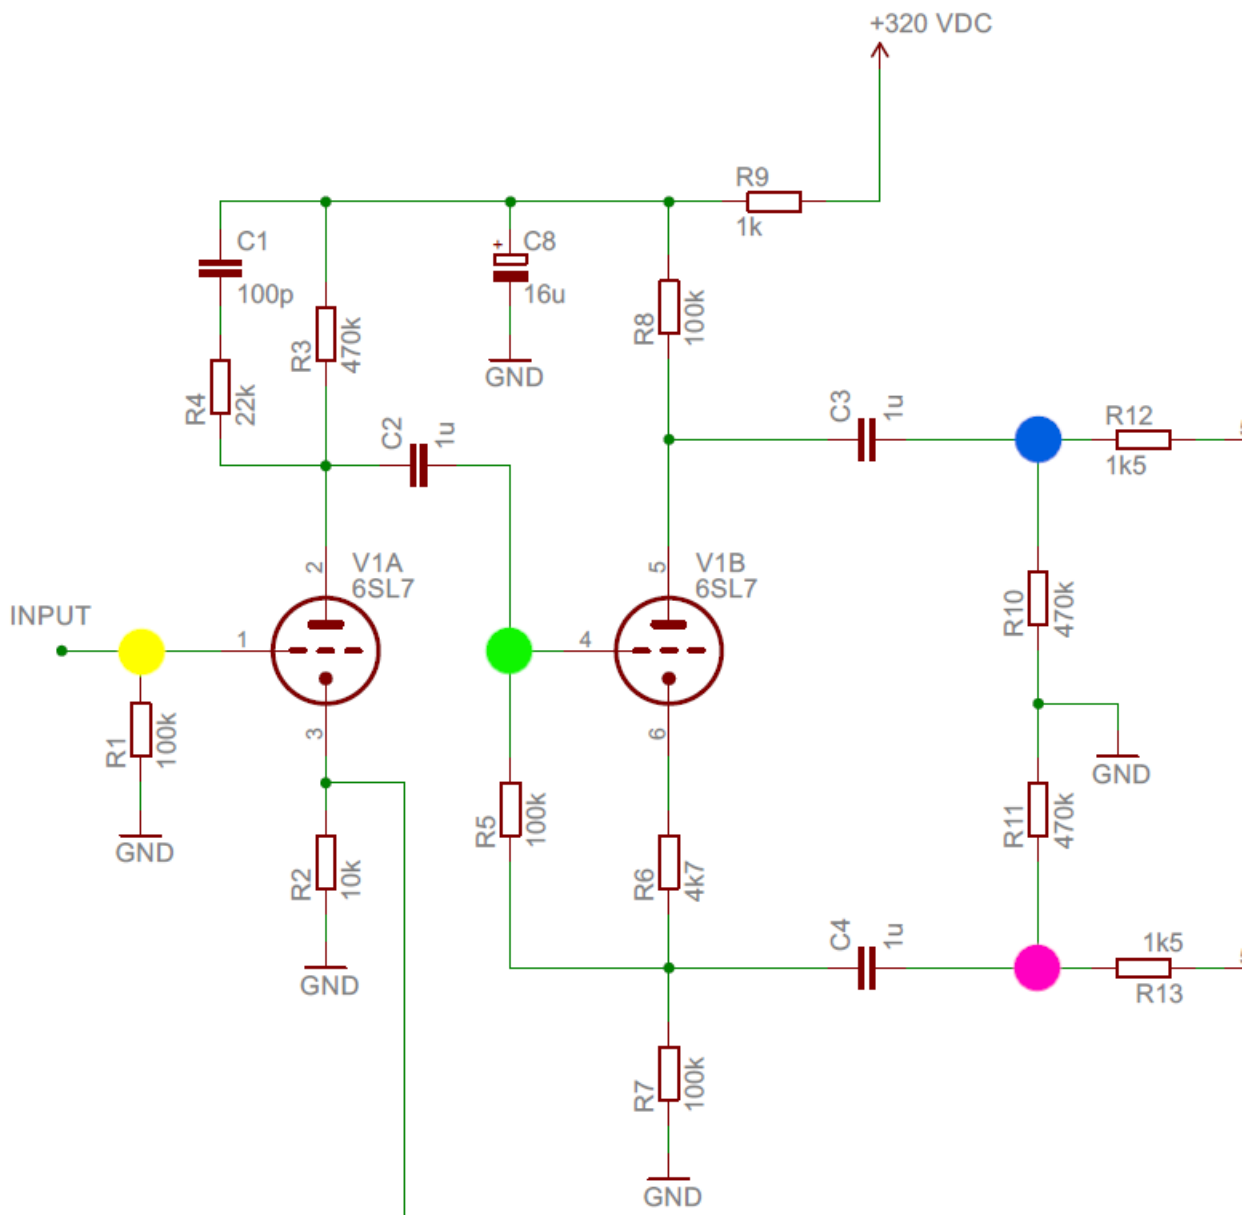 +320 VDC
R9
1k
C1
100p
+
C8
16u
GND
R3
470k
R4
22k
R8
100k
C2
1u
C3
1u
R12
1k5
2
V1A
6SL7
5
V1B
6SL7
INPUT
1
4
R10
470k
3
6
R1
100k
GND
GND
R5
100k
R2
10k
R6
4k7
R11
470k
C4
1u
1k5
R13
GND
R7
100k
GND